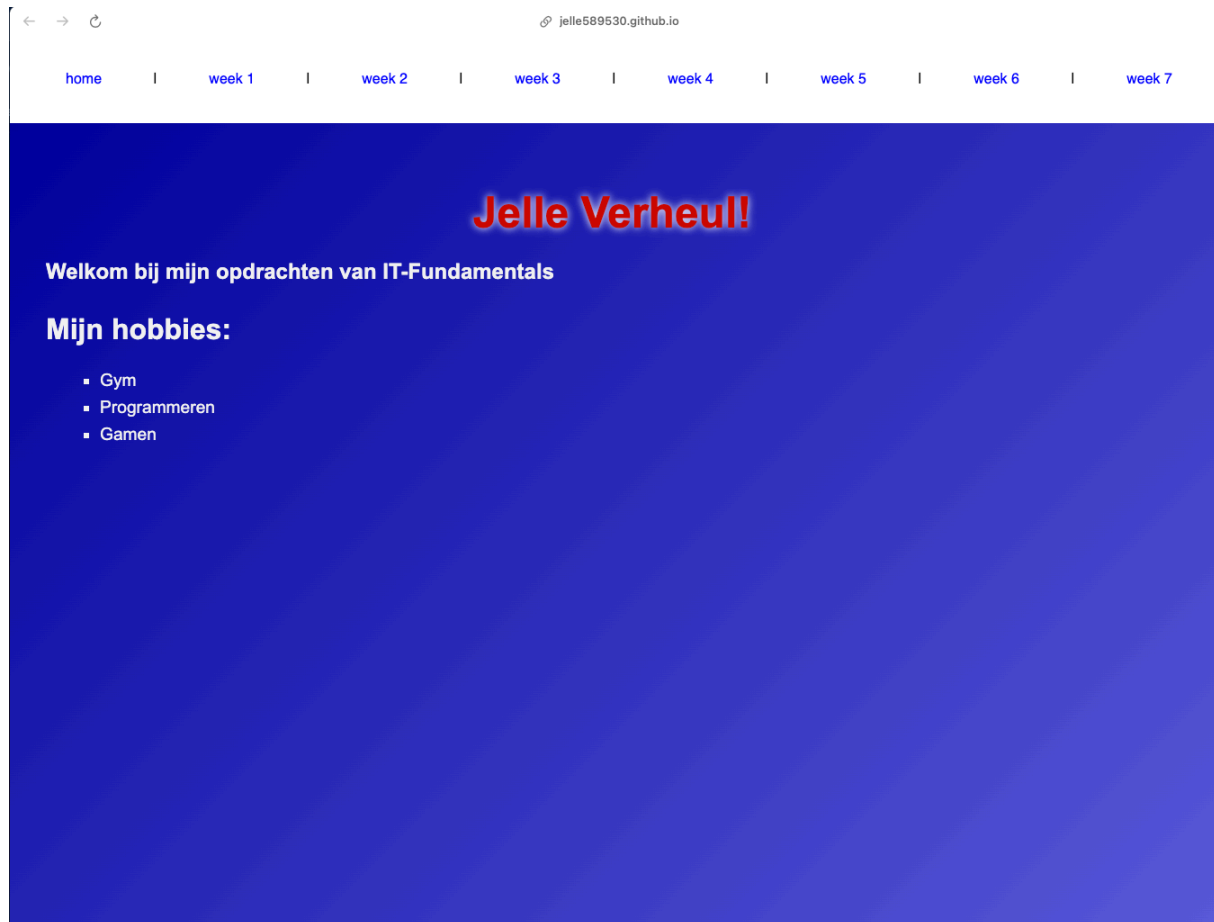 jelle589530.github.io
home | week 1 | week 2 | week 3 | week 4 | week 5 | week 6 | week 7
Jelle Verheul!
Welkom bij mijn opdrachten van IT-Fundamentals
Mijn hobbies:
Gym
Programmeren
Gamen